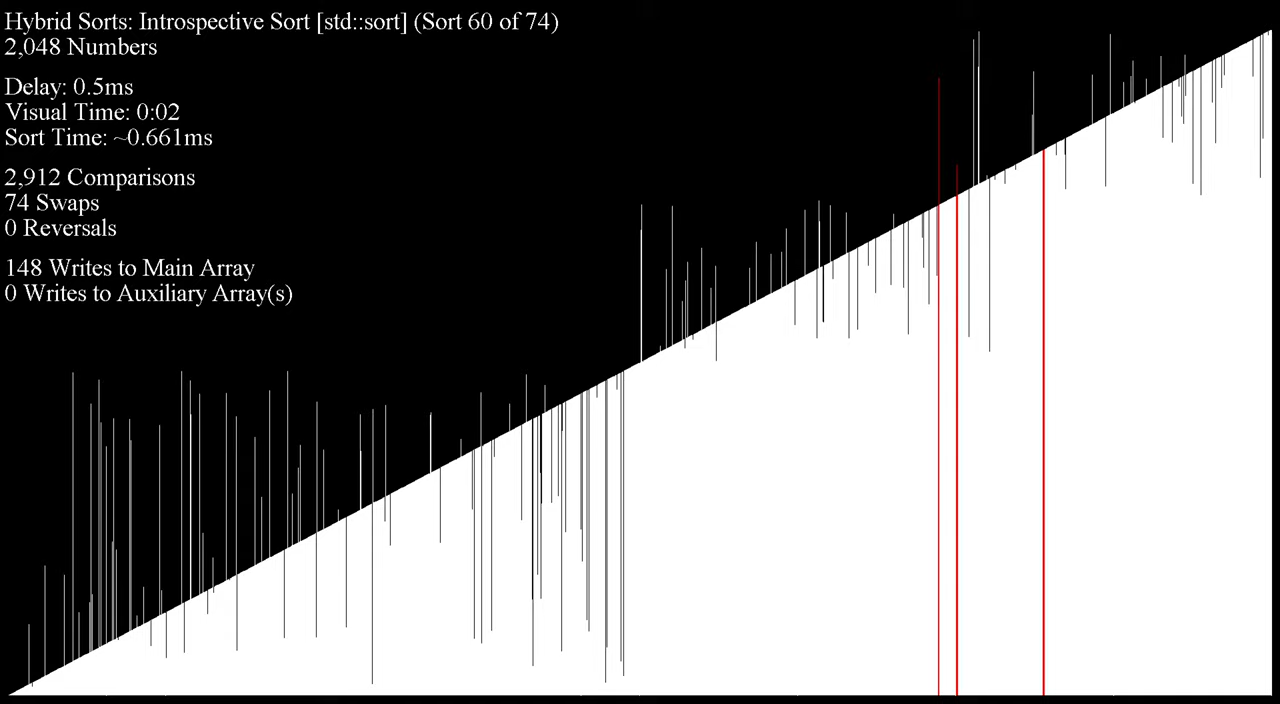 Hybrid Sorts: Introspective Sort [std::sort] (Sort 60 of 74)
2,048 Numbers
Delay: 0.5ms
Visual Time: 0:02
Sort Time: ~0.661ms
2,912 Comparisons
74 Swaps
0 Reversals
148 Writes to Main Array
0 Writes to Auxiliary Array(s)